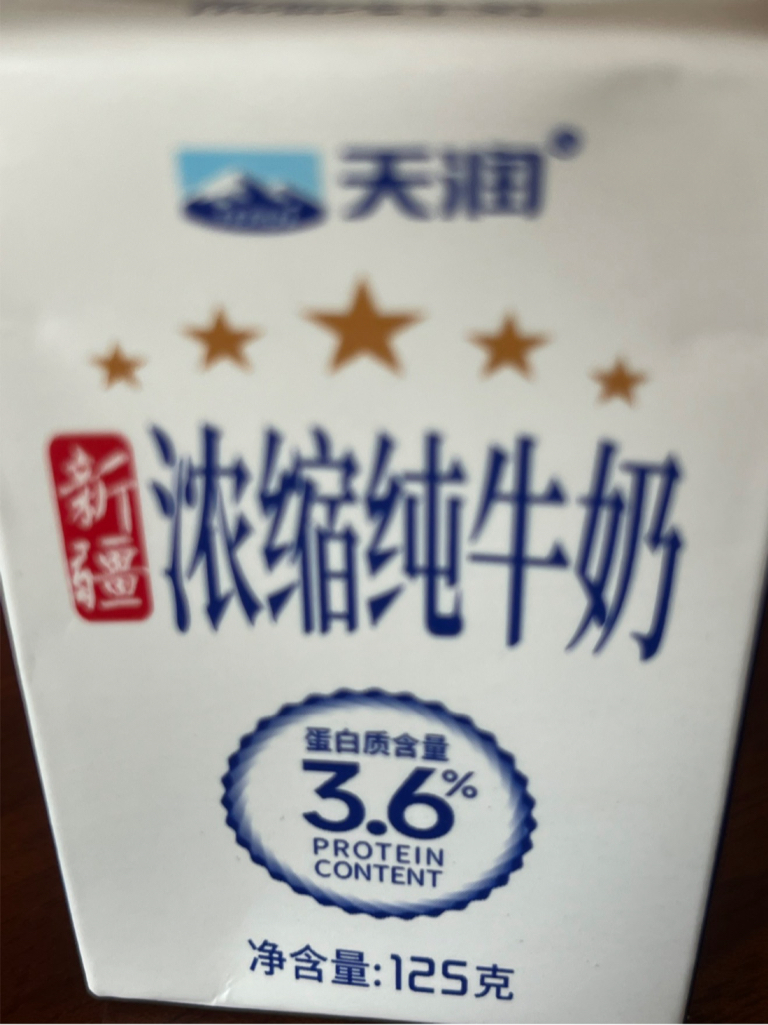 天润®
新疆
浓缩纯牛奶
蛋白质含量
3.6%
PROTEIN
CONTENT
净含量:125克